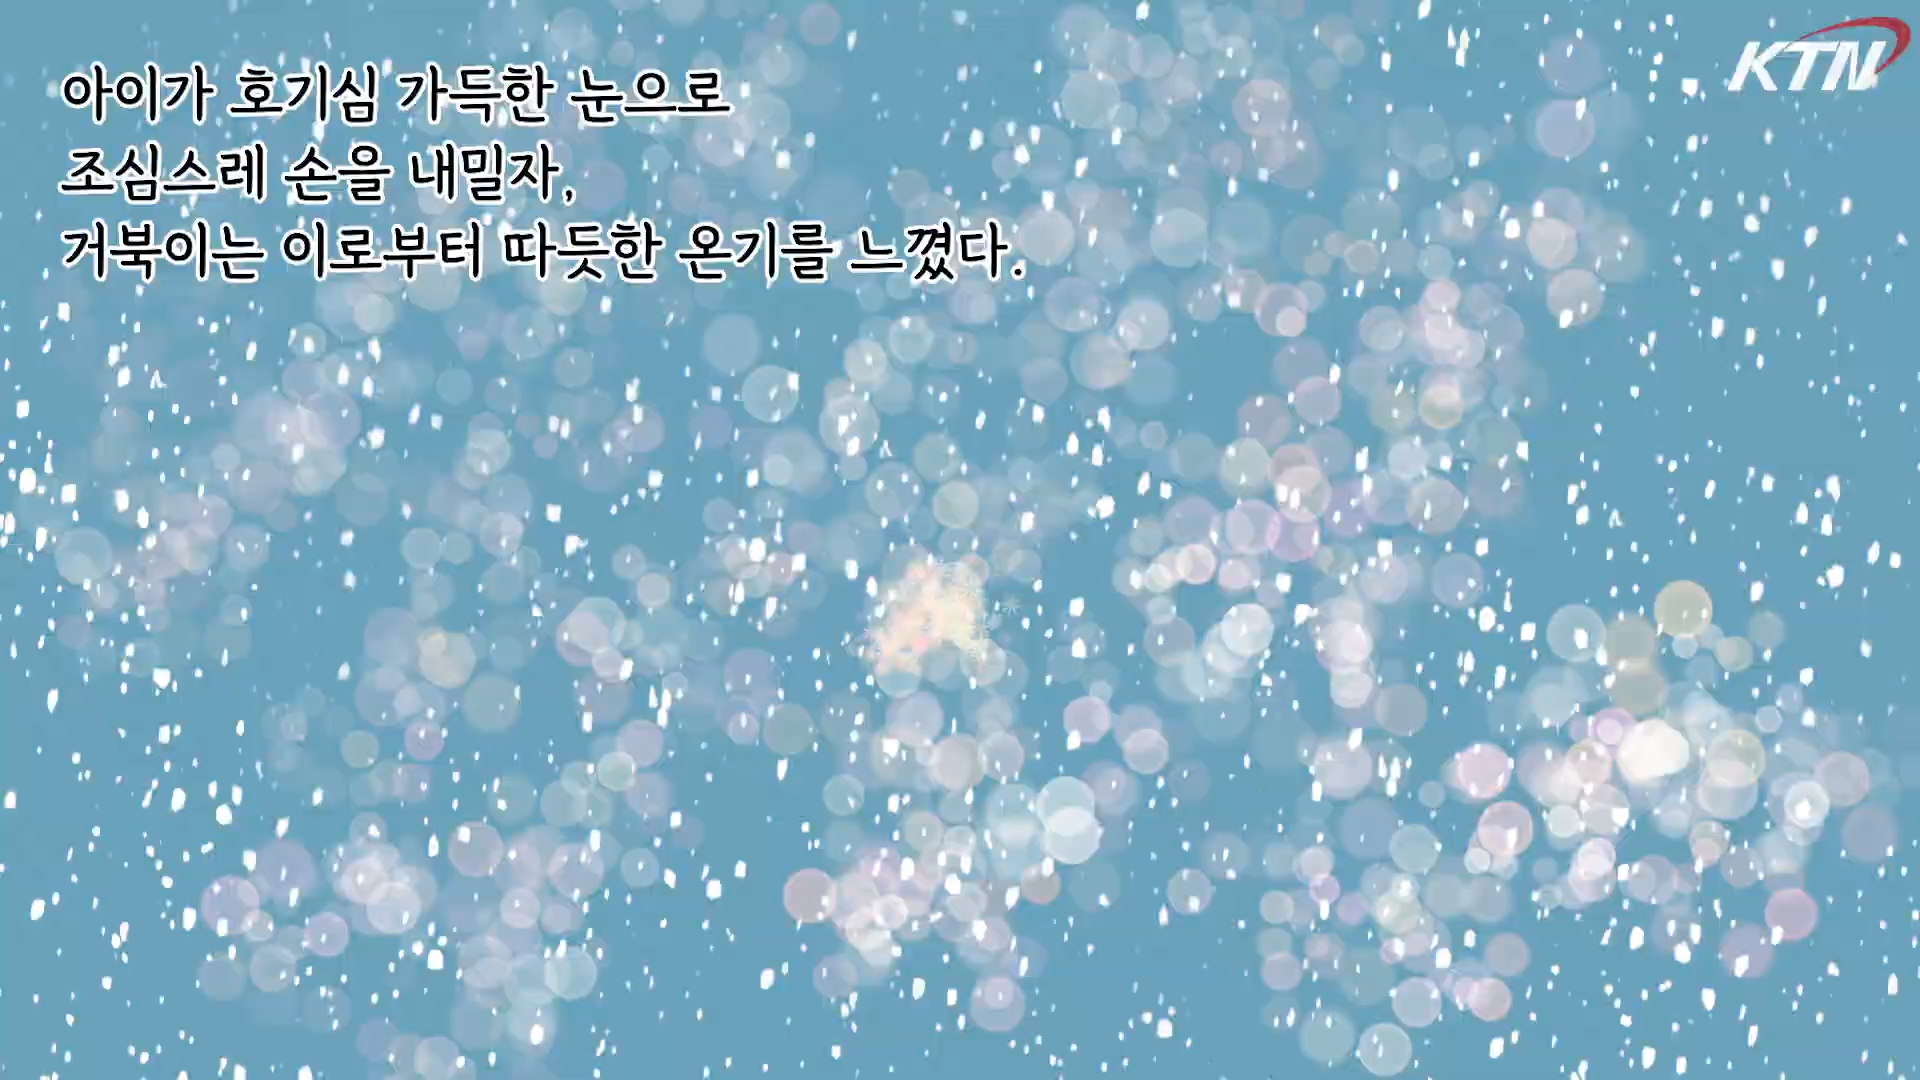 아이가 호기심 가득한 눈으로
조심스레 손을 내밀자,
거북이는 이로부터 따듯한 온기를 느꼈다.
KTN